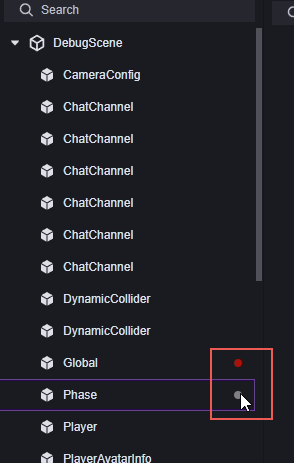 Search
DebugScene
CameraConfig
ChatChannel
ChatChannel
ChatChannel
ChatChannel
ChatChannel
ChatChannel
DynamicCollider
DynamicCollider
Global
Phase
Player
PlayerAvatarInfo